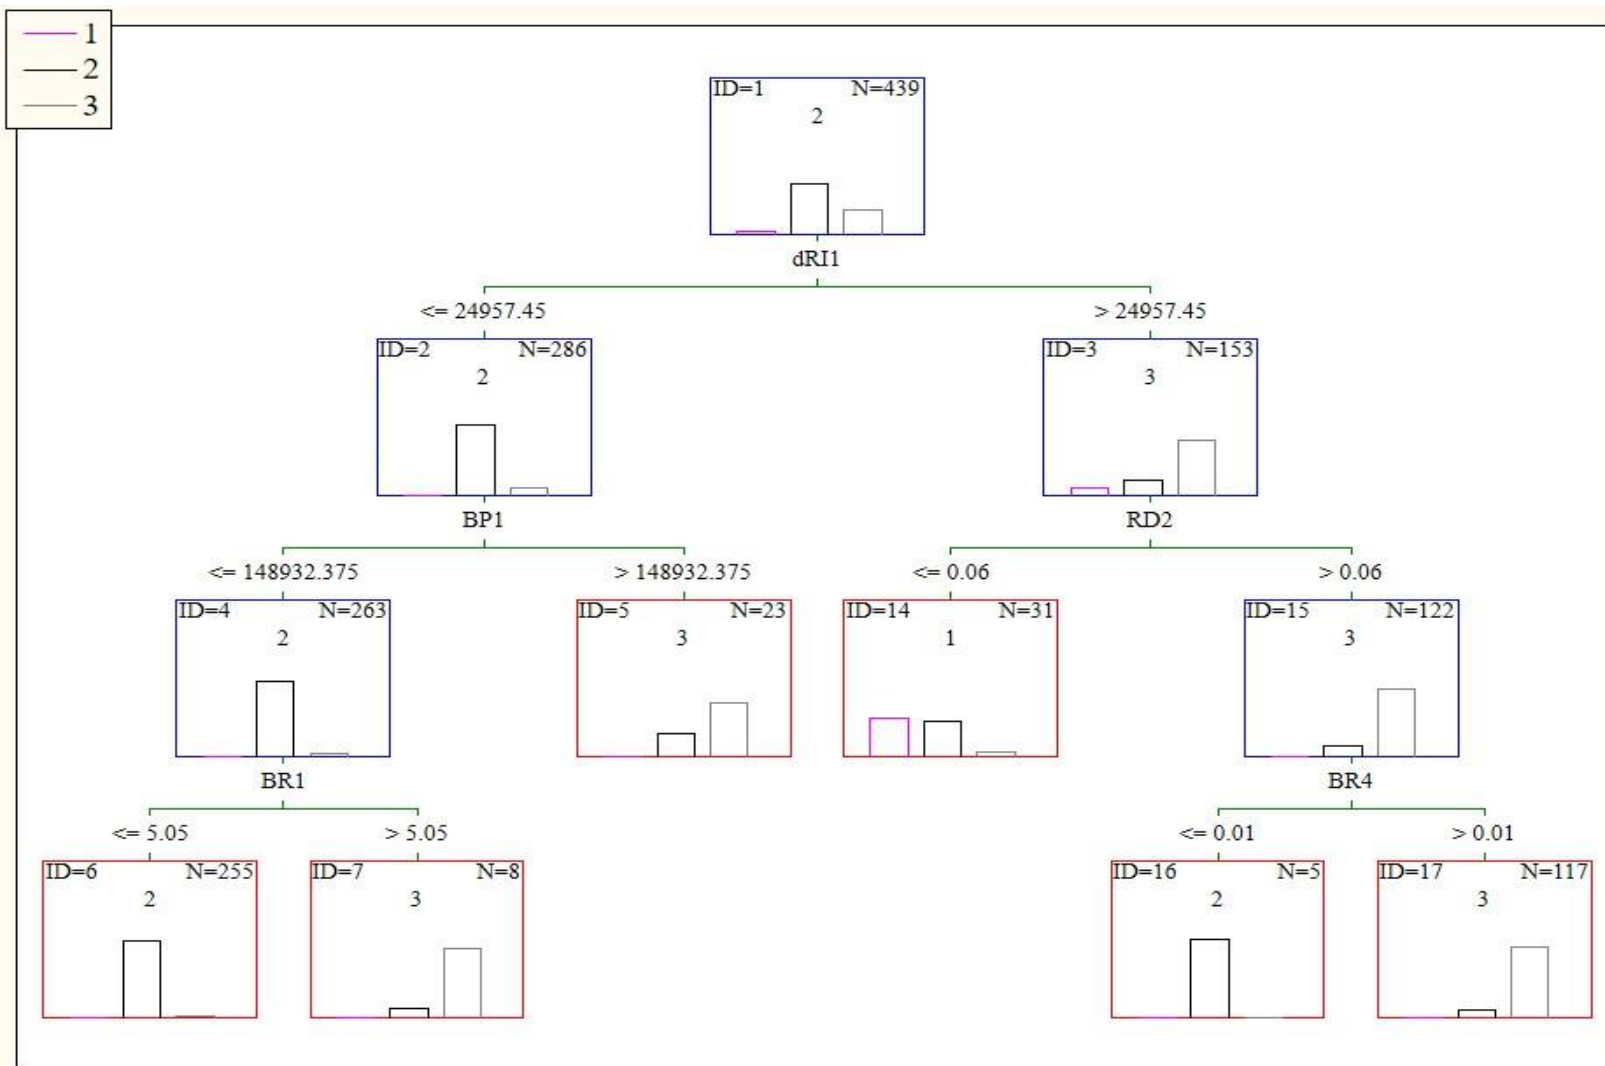 1
2
3
ID=1 N=439
2
dRI1
<= 24957.45 > 24957.45
ID=2 N=286 ID=3 N=153
2 3
BP1 RD2
<= 148932.375 > 148932.375 <= 0.06 > 0.06
ID=4 N=263 ID=5 N=23 ID=14 N=31 ID=15 N=122
2 3 1 3
BR1 BR4
<= 5.05 > 5.05 <= 0.01 > 0.01
ID=6 N=255 ID=7 N=8 ID=16 N=5 ID=17 N=117
2 3 2 3